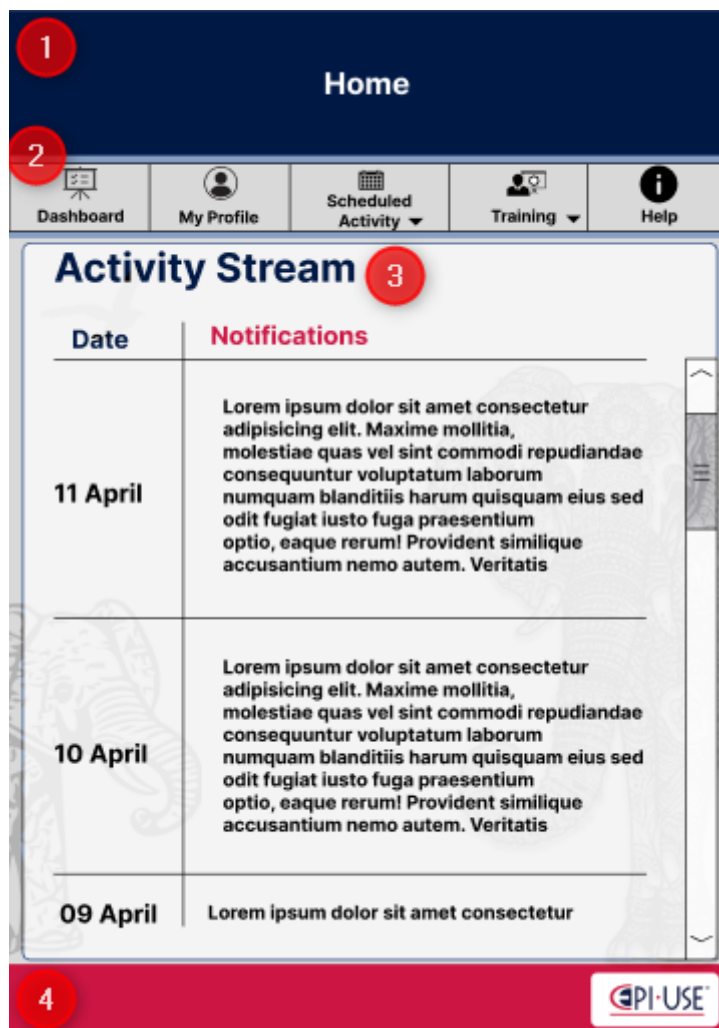 1
Home
2
Dashboard
My Profile
Scheduled
Activity
Training
Help
Activity Stream
3
Date
Notifications
11 April
Lorem ipsum dolor sit amet consectetur
adipisicing elit. Maxime mollitia,
molestiae quas vel sint commodi repudiandae
consequuntur voluptatum laborum
numquam blanditiis harum quisquam eius sed
odit fugiat iusto fuga praesentium
optio, eaque rerum! Provident similique
accusantium nemo autem. Veritatis
10 April
Lorem ipsum dolor sit amet consectetur
adipisicing elit. Maxime mollitia,
molestiae quas vel sint commodi repudiandae
consequuntur voluptatum laborum
numquam blanditiis harum quisquam eius sed
odit fugiat iusto fuga praesentium
optio, eaque rerum! Provident similique
accusantium nemo autem. Veritatis
09 April
Lorem ipsum dolor sit amet consectetur
4
EPI·USE